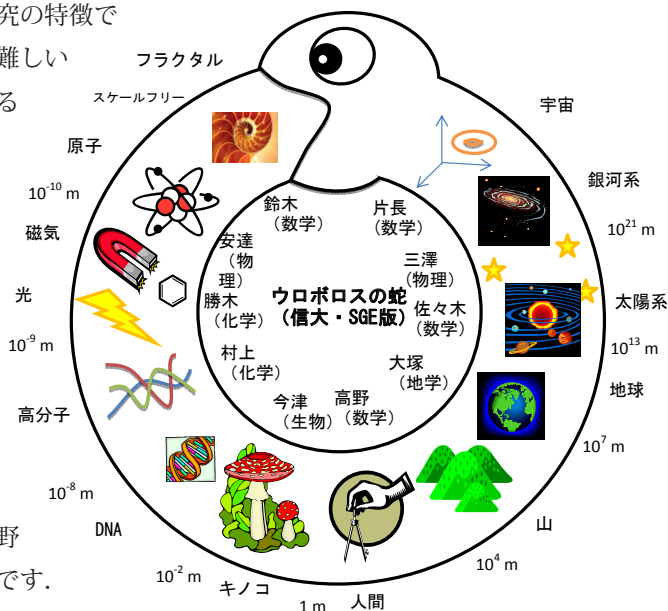 究の特徴で
難しい
る
フラクタル
スケールフリー
原子
10-10 m
磁気
光
10-9 m
高分子
10-8 m
野
DNA
です．
10-2 m
キノコ
1 m
人間
宇宙
銀河系
1021 m
太陽系
1013 m
地球
107 m
山
104 m
鈴木
（数学）
片長
（数学）
安達
（物
理）
三澤
（物理）
勝木
（化学）
ウロボロスの蛇
（信大・SGE版）
佐々木
（数学）
村上
（化学）
大塚
（地学）
今津
（生物）
高野
（数学）